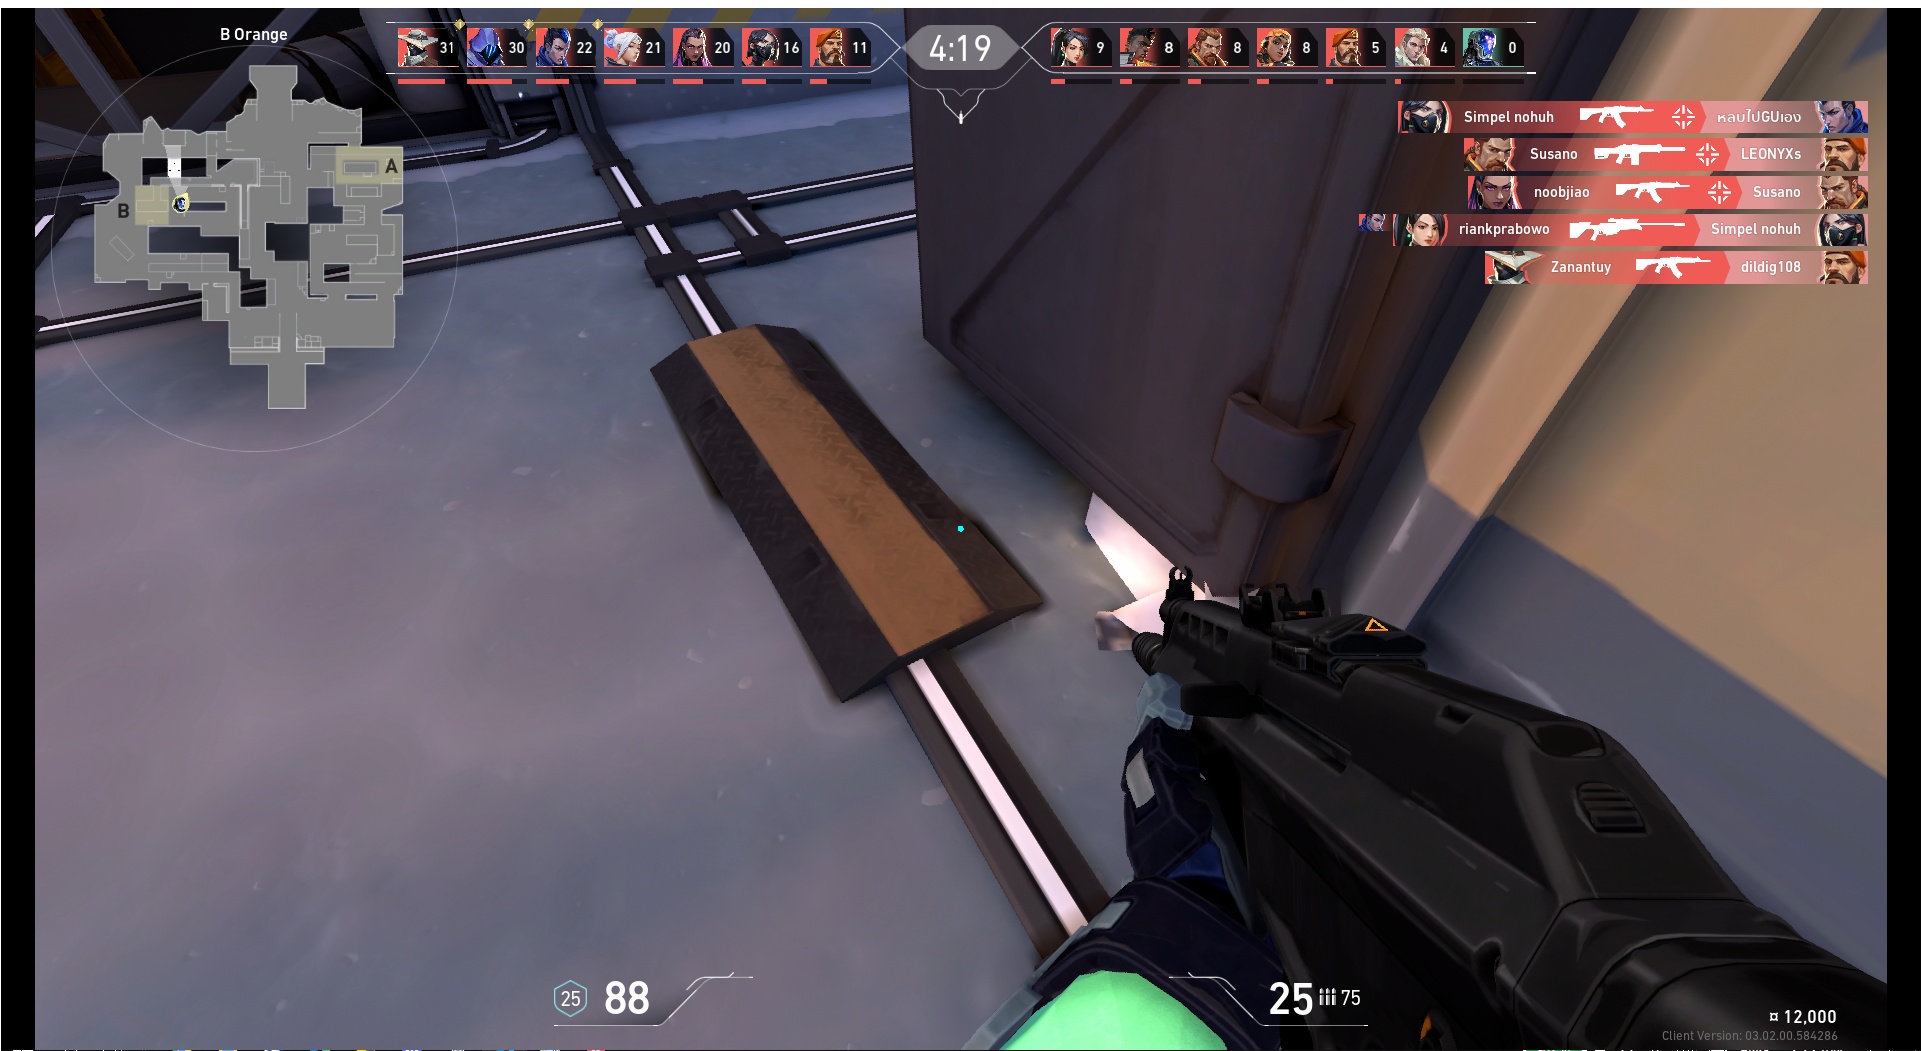 B Orange
31 30 22 21 20 16 11 4:19 9 8 8 8 5 4 0
Simpel nohuh หลบไปGUเอง
Susano LEONYXs
noobjiao Susano
riankprabowo Simpel nohuh
Zanantuy dildig108
A
B
25 88
25 75
¤ 12,000
Client Version: 03.02.00.584286